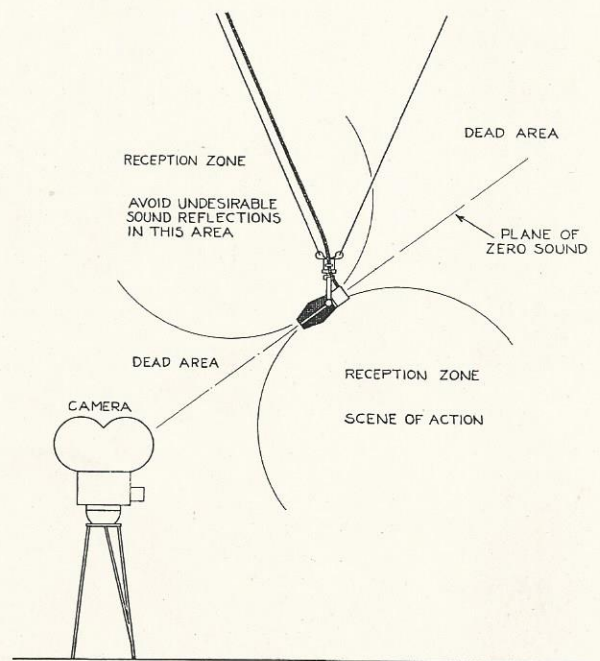 DEAD AREA
RECEPTION ZONE
AVOID UNDESIRABLE
SOUND REFLECTIONS
IN THIS AREA
PLANE OF
ZERO SOUND
DEAD AREA
RECEPTION ZONE
SCENE OF ACTION
CAMERA